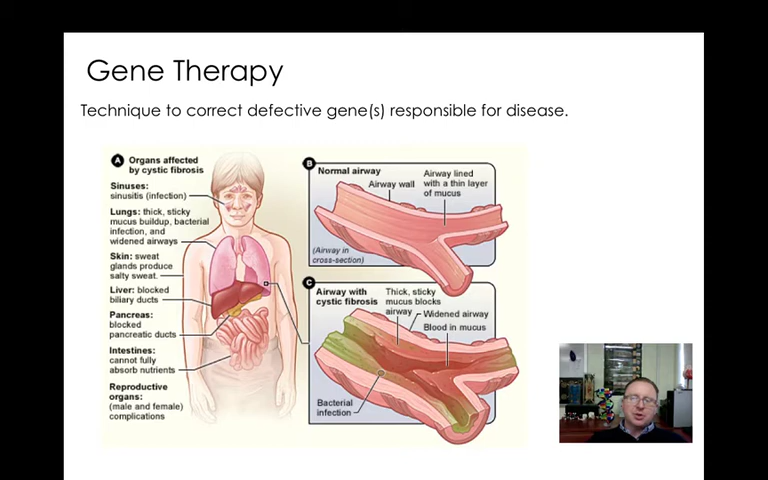 Gene Therapy
Technique to correct defective gene(s) responsible for disease.
A Organs affected
by cystic fibrosis
Sinuses:
sinusitis (infection)
Lungs: thick, sticky
mucus buildup, bacterial
infection, and
widened airways
Skin: sweat
glands produce
salty sweat.
Liver: blocked
biliary ducts
Pancreas:
blocked
pancreatic ducts
Intestines:
cannot fully
absorb nutrients
Reproductive
organs:
(male and female)
complications
B
Normal airway
Airway wall
Airway lined
with a thin layer
of mucus
(Airway in
cross-section)
C
Airway with
cystic fibrosis
Thick, sticky
mucus blocks
airway
Widened airway
Blood in mucus
Bacterial
infection